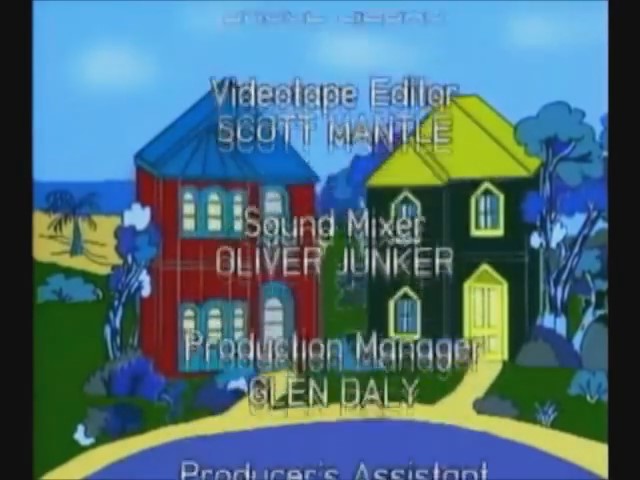 Videotape Editor
SCOTT MANTLE
Sound Mixer
OLIVER JUNKER
Production Manager
GLEN DALY
Producer's Assistant